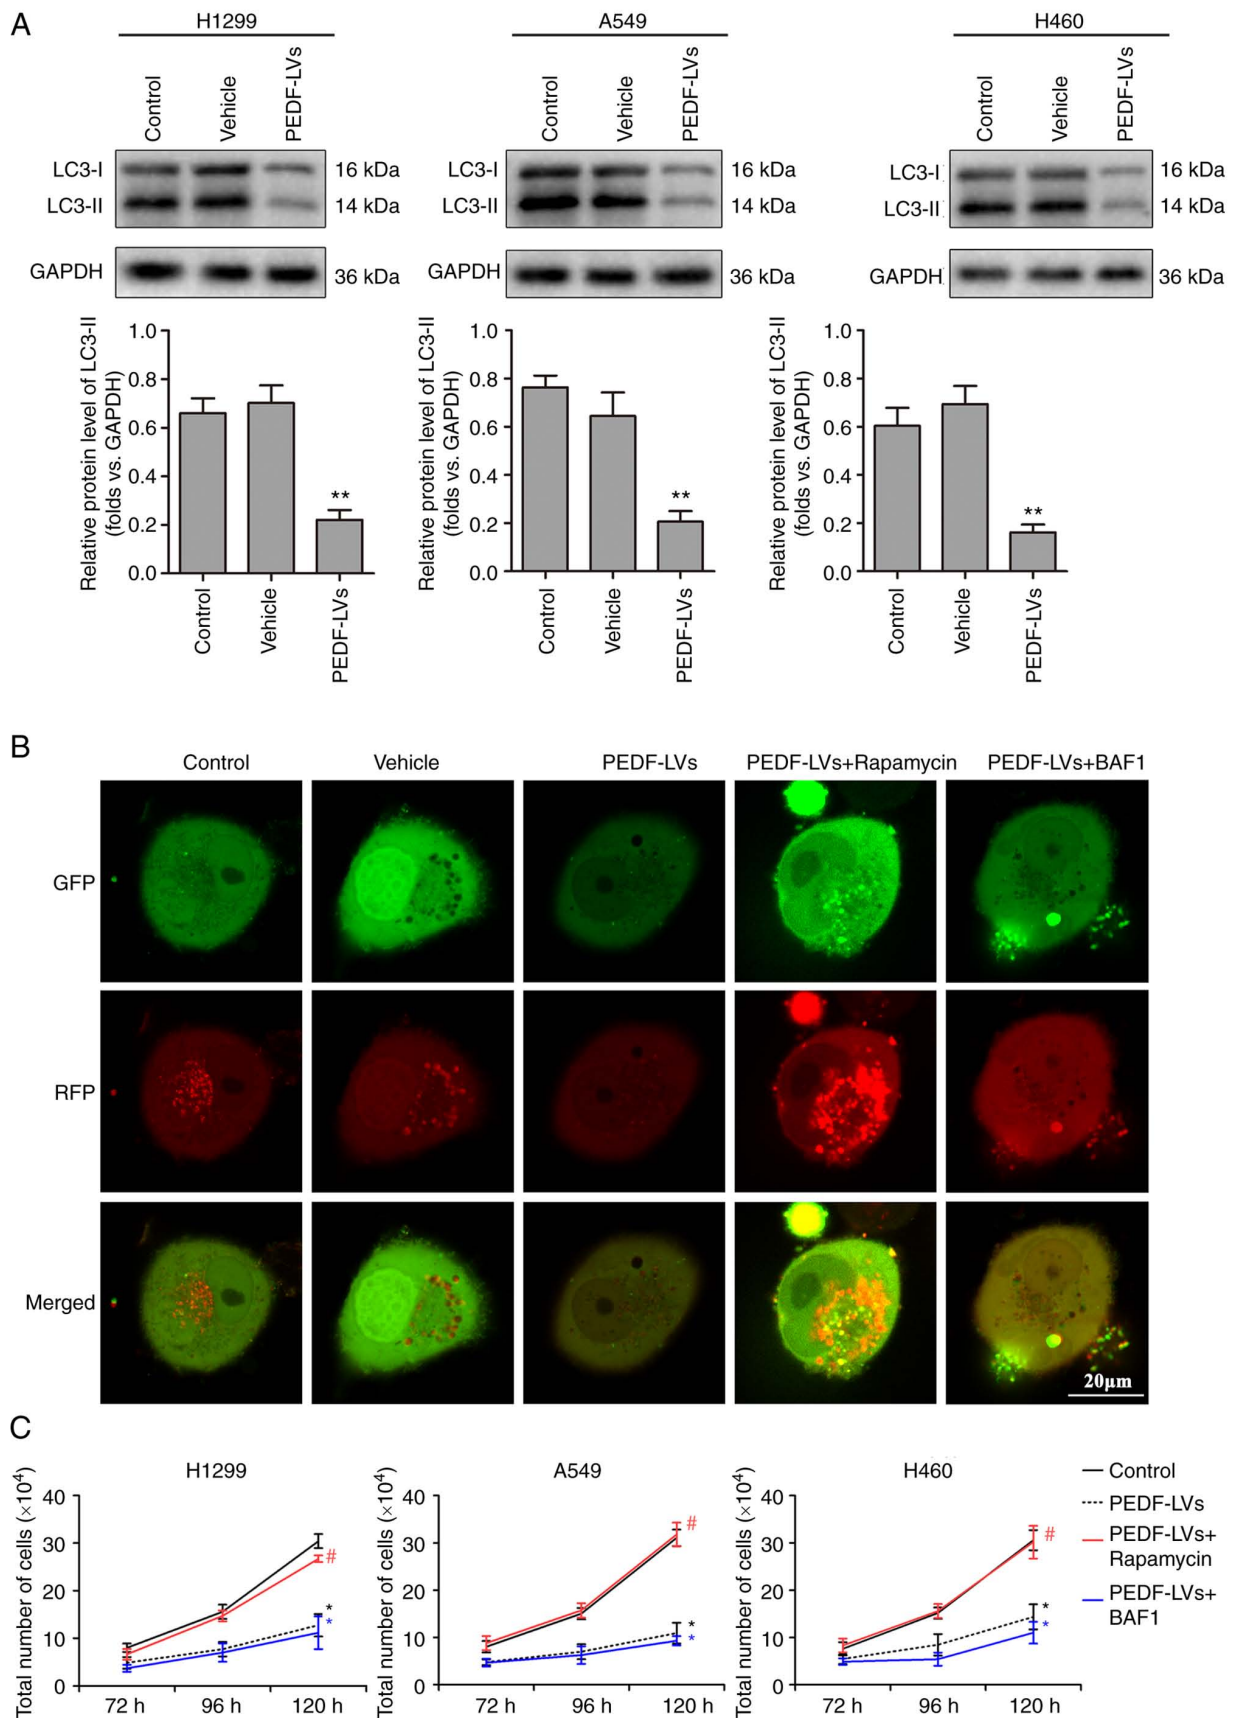 A
H1299
A549
H460
Control
Vehicle
PEDF-LVs
Control
Vehicle
PEDF-LVs
Control
Vehicle
PEDF-LVs
LC3-I
16 kDa
LC3-I
16 kDa
LC3-I
16 kDa
LC3-II
14 kDa
LC3-II
14 kDa
LC3-II
14 kDa
GAPDH
36 kDa
GAPDH
36 kDa
GAPDH
36 kDa
Relative protein level of LC3-II
(folds vs. GAPDH)
1.0
0.8
0.6
0.4
0.2
0.0
**
Control
Vehicle
PEDF-LVs
Relative protein level of LC3-II
(folds vs. GAPDH)
1.0
0.8
0.6
0.4
0.2
0.0
**
Control
Vehicle
PEDF-LVs
Relative protein level of LC3-II
(folds vs. GAPDH)
1.0
0.8
0.6
0.4
0.2
0.0
**
Control
Vehicle
PEDF-LVs
B
Control
Vehicle
PEDF-LVs
PEDF-LVs+Rapamycin
PEDF-LVs+BAF1
GFP
RFP
Merged
20μm
C
H1299
Total number of cells (×10⁴)
40
30
20
10
0
#
*
*
72 h
96 h
120 h
A549
Total number of cells (×10⁴)
40
30
20
10
0
#
*
*
72 h
96 h
120 h
H460
Total number of cells (×10⁴)
40
30
20
10
0
#
*
*
72 h
96 h
120 h
Control
PEDF-LVs
PEDF-LVs+
Rapamycin
PEDF-LVs+
BAF1